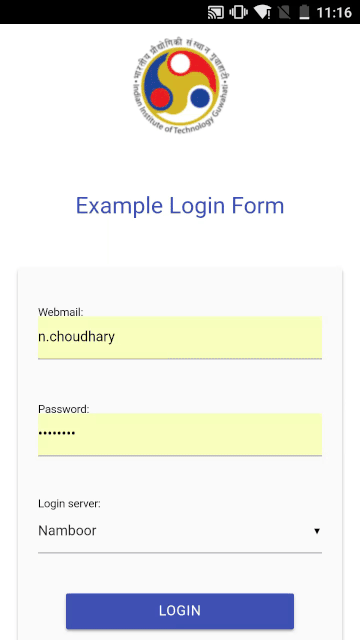 11:16
भारतीय प्रौद्योगिकी संस्थान गुवाहाटी
Indian Institute of Technology Guwahati
Example Login Form
Webmail:
n.choudhary
Password:
••••••••
Login server:
Namboor
LOGIN